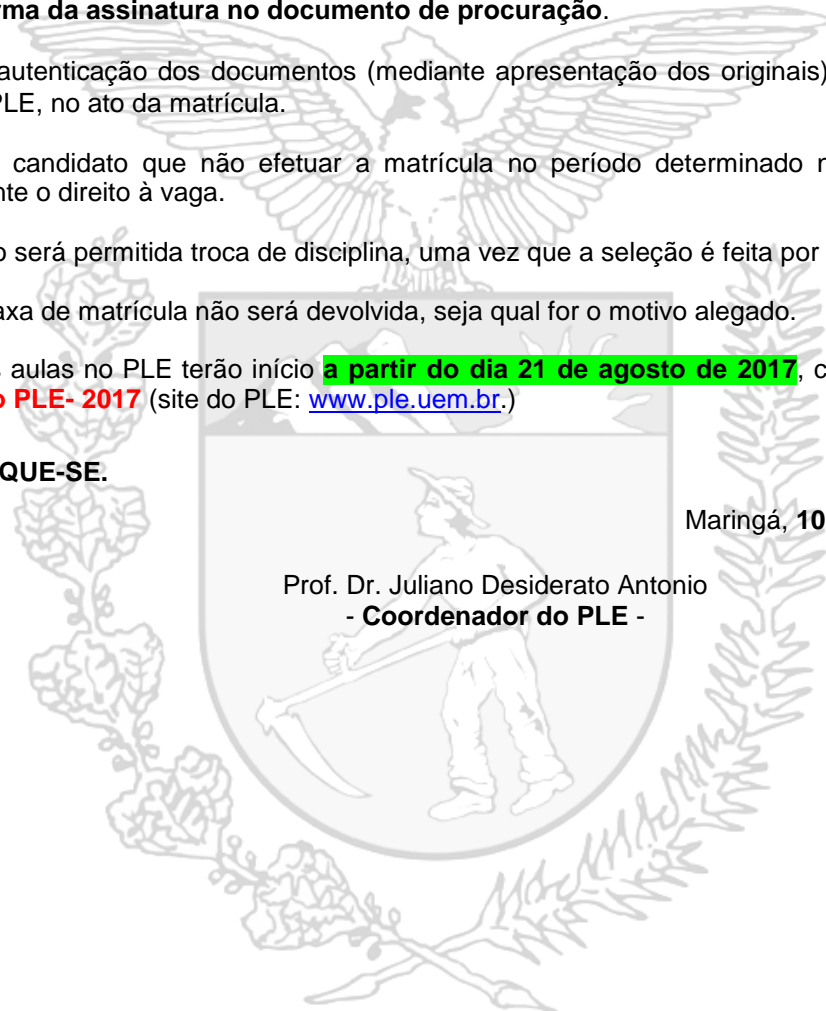 rma da assinatura no documento de procuração.
autenticação dos documentos (mediante apresentação dos originais)
PLE, no ato da matrícula.
candidato que não efetuar a matrícula no período determinado
nte o direito à vaga.
o será permitida troca de disciplina, uma vez que a seleção é feita por
axa de matrícula não será devolvida, seja qual for o motivo alegado.
s aulas no PLE terão início a partir do dia 21 de agosto de 2017, c
o PLE- 2017 (site do PLE: www.ple.uem.br.)
QUE-SE.
Maringá, 10
Prof. Dr. Juliano Desiderato Antonio
- Coordenador do PLE -